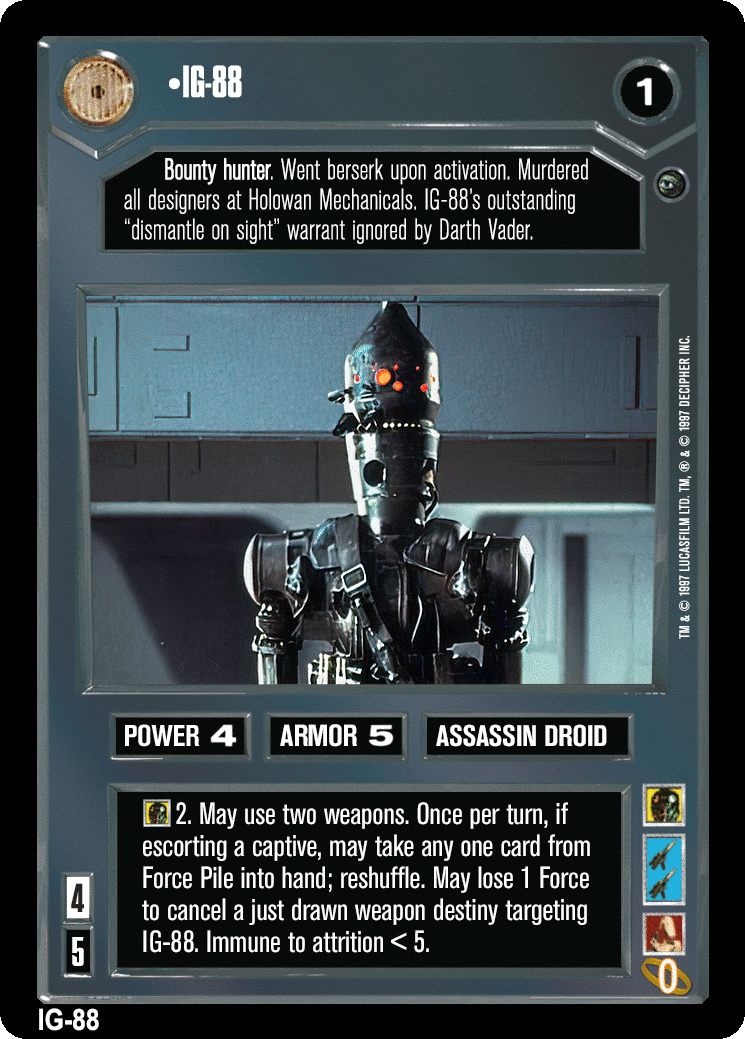 •IG-88
1
Bounty hunter. Went berserk upon activation. Murdered
all designers at Holowan Mechanicals. IG-88's outstanding
“dismantle on sight” warrant ignored by Darth Vader.
TM & © 1997 LUCASFILM LTD. TM, ® & © 1997 DECIPHER INC.
POWER 4 ARMOR 5 ASSASSIN DROID
2. May use two weapons. Once per turn, if
escorting a captive, may take any one card from
Force Pile into hand; reshuffle. May lose 1 Force
to cancel a just drawn weapon destiny targeting
IG-88. Immune to attrition < 5.
4
5
0
IG-88